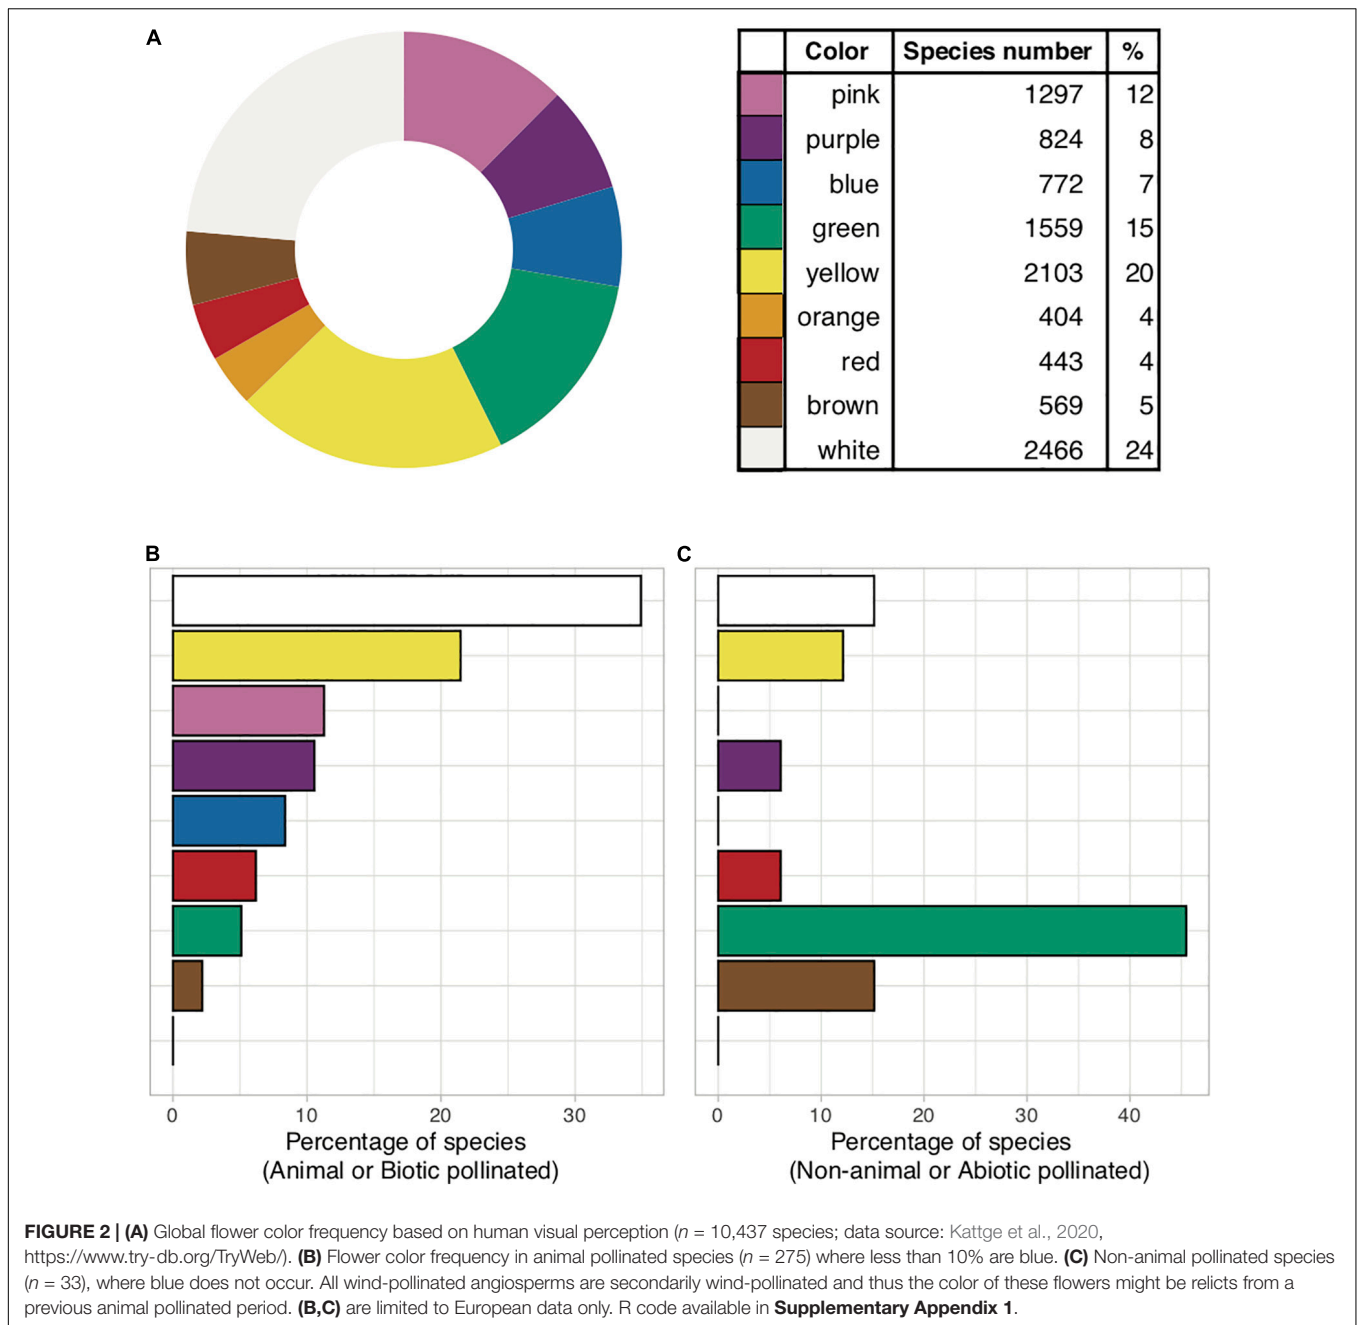 A
Color Species number %
pink 1297 12
purple 824 8
blue 772 7
green 1559 15
yellow 2103 20
orange 404 4
red 443 4
brown 569 5
white 2466 24
B
0 10 20 30
Percentage of species
(Animal or Biotic pollinated)
C
0 10 20 30 40
Percentage of species
(Non-animal or Abiotic pollinated)
FIGURE 2 | (A) Global flower color frequency based on human visual perception (n = 10,437 species; data source: Kattge et al., 2020,
https://www.try-db.org/TryWeb/). (B) Flower color frequency in animal pollinated species (n = 275) where less than 10% are blue. (C) Non-animal pollinated species
(n = 33), where blue does not occur. All wind-pollinated angiosperms are secondarily wind-pollinated and thus the color of these flowers might be relicts from a
previous animal pollinated period. (B,C) are limited to European data only. R code available in Supplementary Appendix 1.